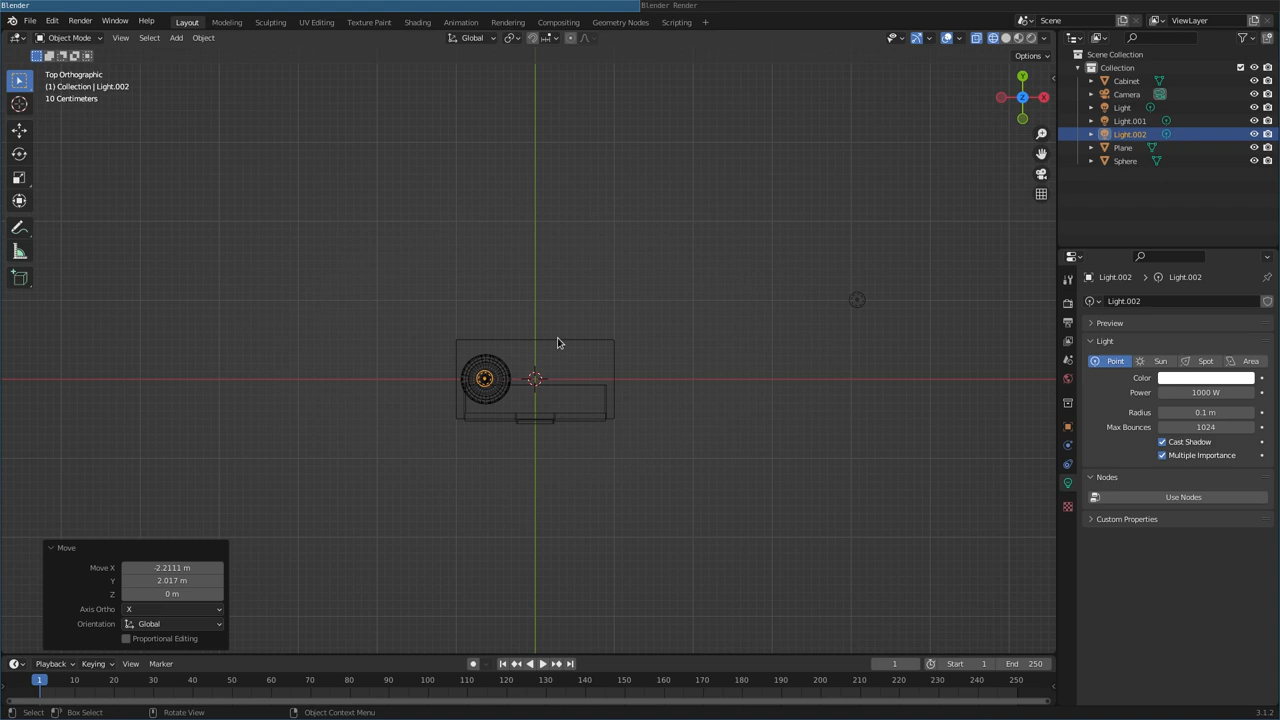 Blender
Blender Render
File Edit Render Window Help
Layout Modeling Sculpting UV Editing Texture Paint Shading Animation Rendering Compositing Geometry Nodes Scripting +
Scene
ViewLayer
Object Mode View Select Add Object
Global
Options
Top Orthographic
(1) Collection | Light.002
10 Centimeters
Y
Z
X
Scene Collection
Collection
Cabinet
Camera
Light
Light.001
Light.002
Plane
Sphere
Light.002 Light.002
Light.002
Preview
Light
Point Sun Spot Area
Color
Power 1000 W
Radius 0.1 m
Max Bounces 1024
Cast Shadow
Multiple Importance
Nodes
Use Nodes
Custom Properties
Move
Move X -2.2111 m
Y 2.017 m
Z 0 m
Axis Ortho X
Orientation Global
Proportional Editing
Playback Keying View Marker
1
Start 1
End 250
1 10 20 30 40 50 60 70 80 90 100 110 120 130 140 150 160 170 180 190 200 210 220 230 240 250
Select Box Select Rotate View Object Context Menu
3.1.2